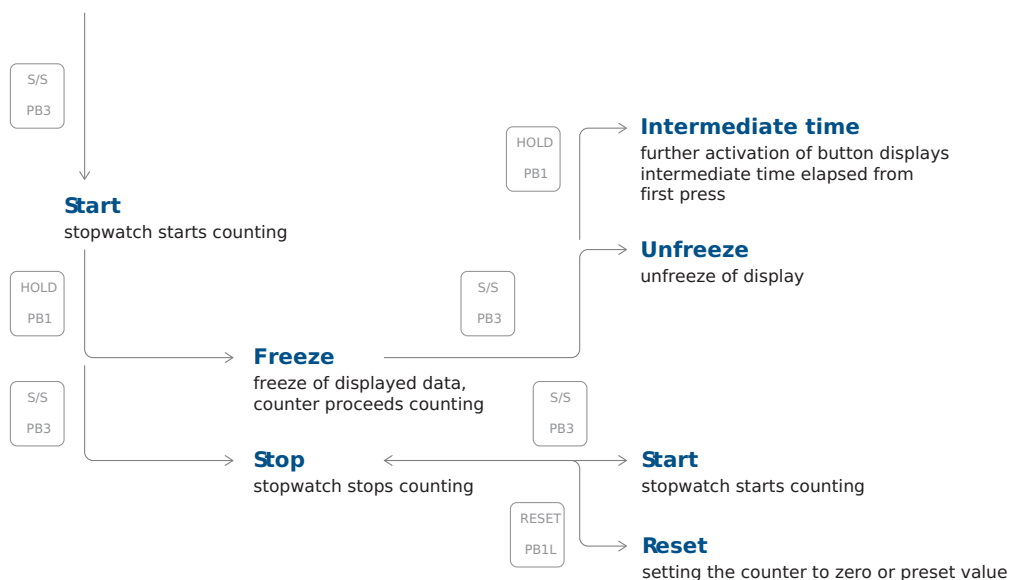 S/S
PB3
Start
stopwatch starts counting
HOLD
PB1
Intermediate time
further activation of button displays
intermediate time elapsed from
first press
Unfreeze
unfreeze of display
HOLD
PB1
S/S
PB3
Freeze
freeze of displayed data,
counter proceeds counting
S/S
PB3
S/S
PB3
Stop
stopwatch stops counting
Start
stopwatch starts counting
RESET
PB1L
Reset
setting the counter to zero or preset value